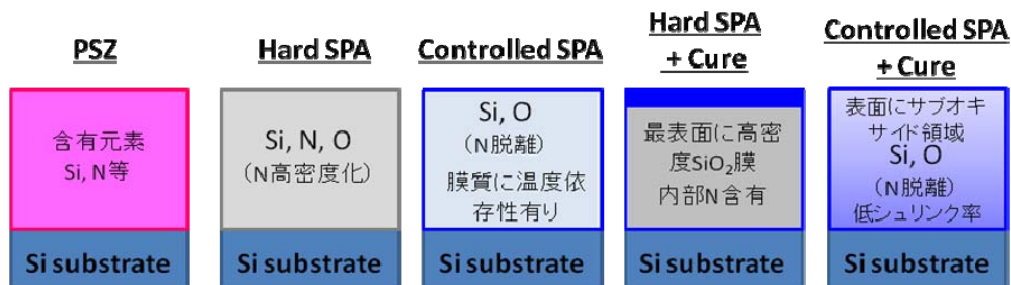 PSZ
含有元素
Si, N等
Si substrate
Hard SPA
Si, N, O
(N高密度化)
Si substrate
Controlled SPA
Si, O
(N脱離)
膜質に温度依
存性有り
Si substrate
Hard SPA
+ Cure
最表面に高密
度SiO₂膜
内部N含有
Si substrate
Controlled SPA
+ Cure
表面にサブオキ
サイド領域
Si, O
(N脱離)
低シュリンク率
Si substrate